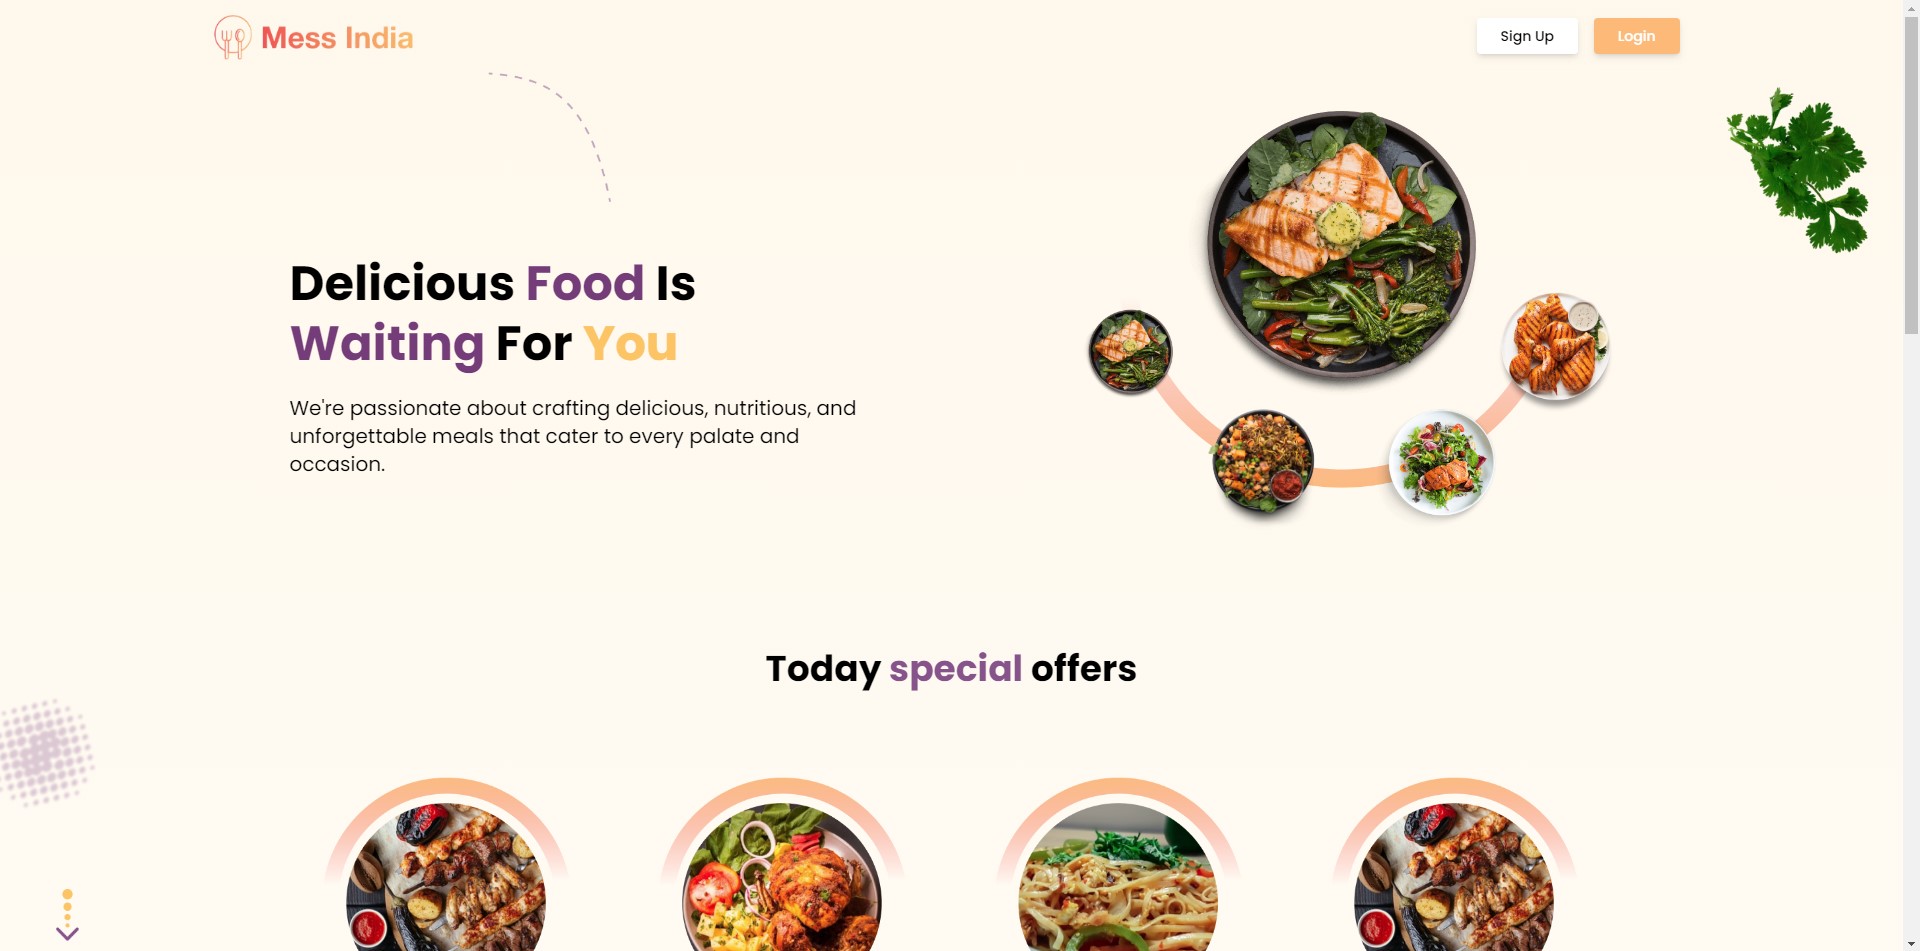 Mess India
Sign Up
Login
Delicious Food Is
Waiting For You
We're passionate about crafting delicious, nutritious, and
unforgettable meals that cater to every palate and
occasion.
Today special offers